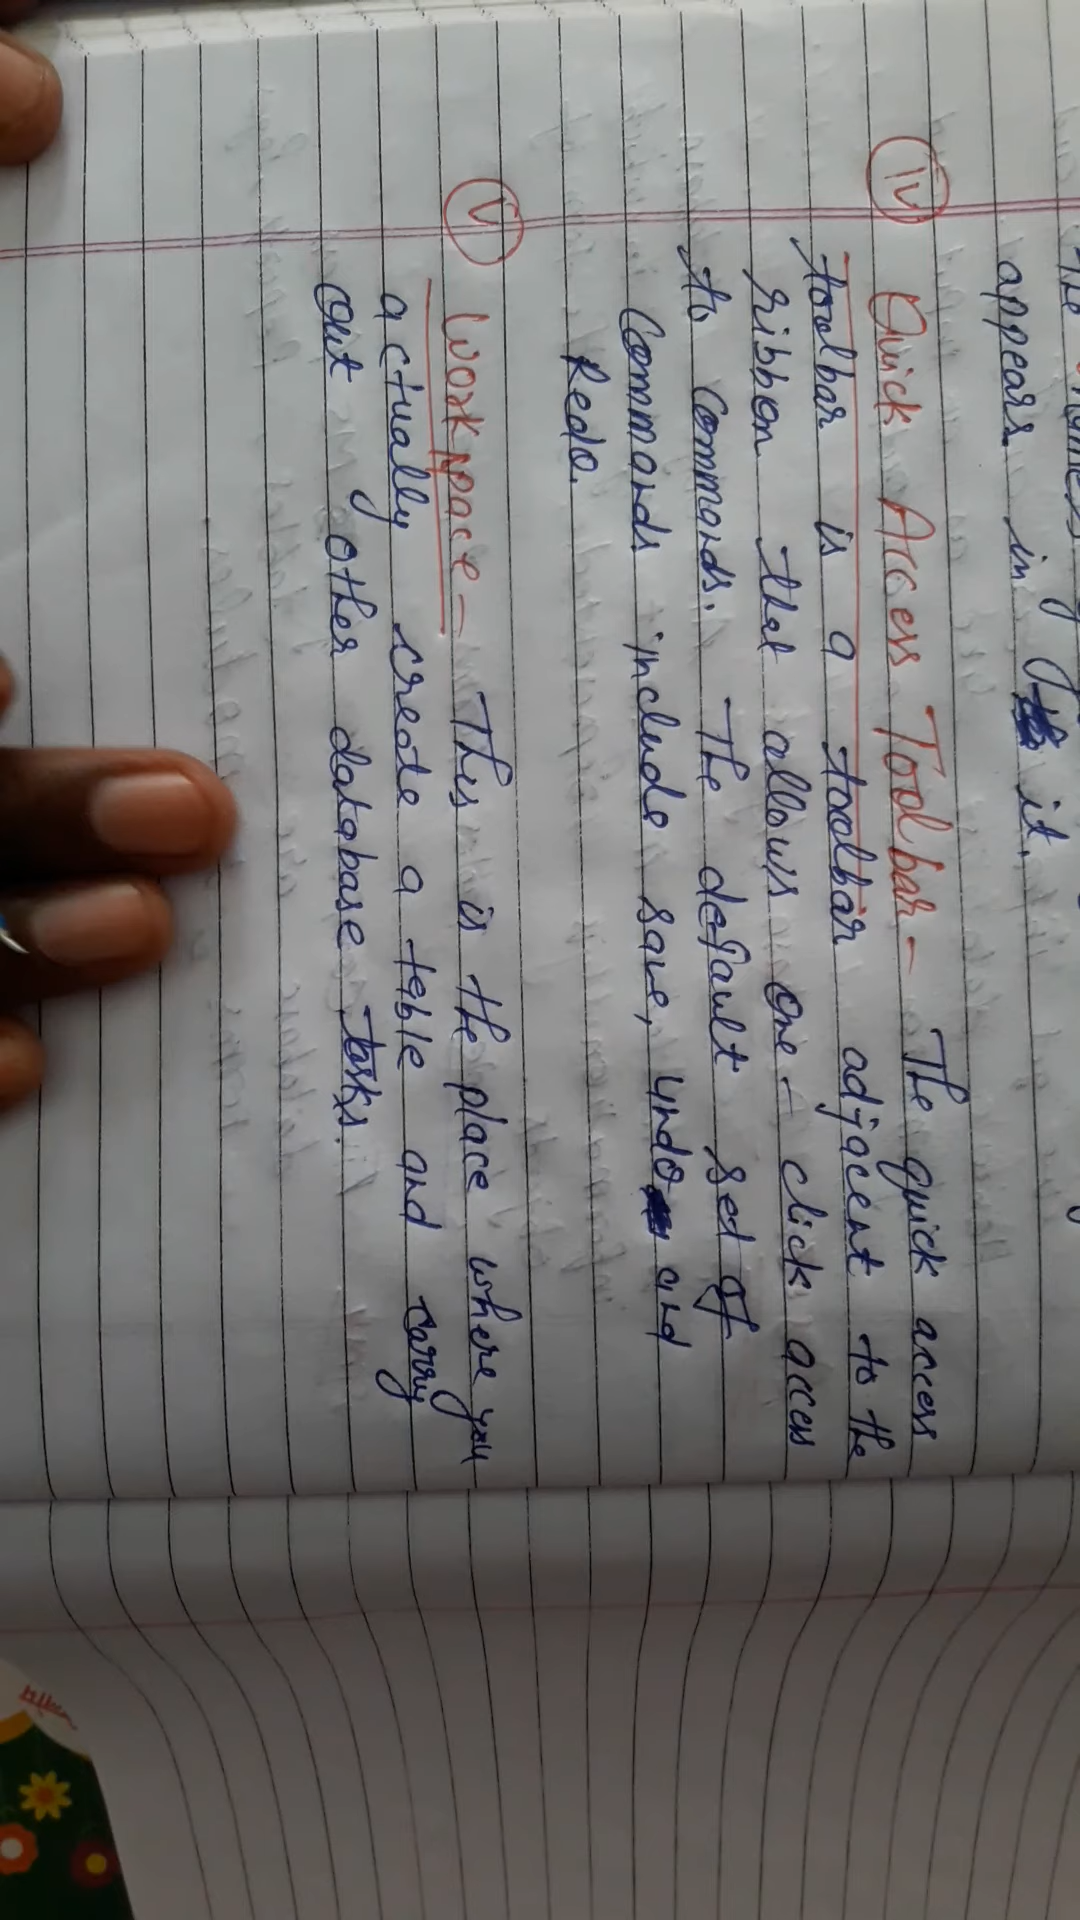 appears in it.
(iv) Quick Access Toolbar - The quick access
toolbar is a toolbar adjacent to the
ribbon that allows one - click access
to commands. The default set of
Commands include save, undo and
Redo.
(v) Workspace - This is the place where you
actually create a table and carry
out other database tasks.